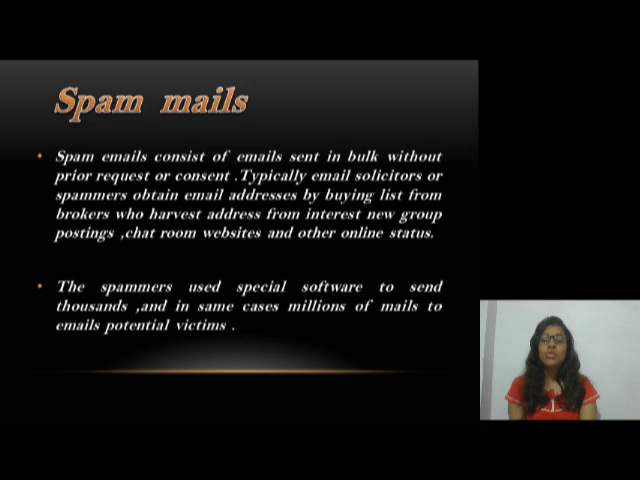 Spam mails
• Spam emails consist of emails sent in bulk without
prior request or consent .Typically email solicitors or
spammers obtain email addresses by buying list from
brokers who harvest address from interest new group
postings ,chat room websites and other online status.
• The spammers used special software to send
thousands ,and in same cases millions of mails to
emails potential victims .